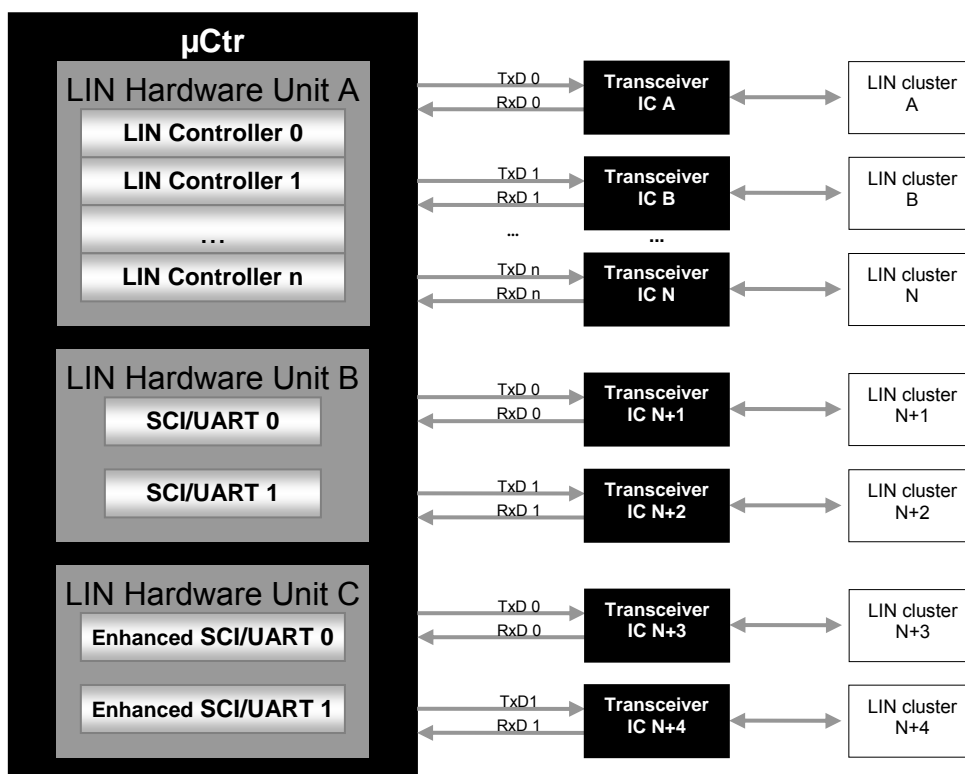 µCtr
LIN Hardware Unit A
LIN Controller 0
LIN Controller 1
...
LIN Controller n
TxD 0
RxD 0
Transceiver
IC A
LIN cluster
A
TxD 1
RxD 1
Transceiver
IC B
LIN cluster
B
...
...
TxD n
RxD n
Transceiver
IC N
LIN cluster
N
LIN Hardware Unit B
SCI/UART 0
SCI/UART 1
TxD 0
RxD 0
Transceiver
IC N+1
LIN cluster
N+1
TxD 1
RxD 1
Transceiver
IC N+2
LIN cluster
N+2
LIN Hardware Unit C
Enhanced SCI/UART 0
Enhanced SCI/UART 1
TxD 0
RxD 0
Transceiver
IC N+3
LIN cluster
N+3
TxD1
RxD 1
Transceiver
IC N+4
LIN cluster
N+4